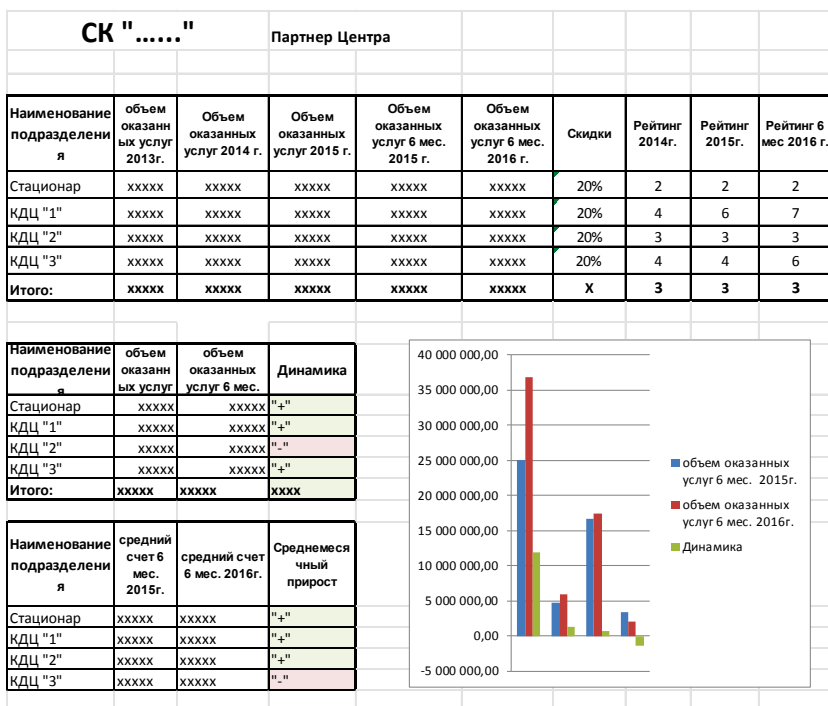 СК "……" Партнер Центра
Наименование подразделени я | объем оказанн ых услуг 2013г. | Объем оказанных услуг 2014 г. | Объем оказанных услуг 2015 г. | Объем оказанных услуг 6 мес. 2015 г. | Объем оказанных услуг 6 мес. 2016 г. | Скидки | Рейтинг 2014г. | Рейтинг 2015г. | Рейтинг 6 мес 2016 г.
Стационар xxxxx xxxxx xxxxx xxxxx xxxxx 20% 2 2 2
КДЦ "1" xxxxx xxxxx xxxxx xxxxx xxxxx 20% 4 6 7
КДЦ "2" xxxxx xxxxx xxxxx xxxxx xxxxx 20% 3 3 3
КДЦ "3" xxxxx xxxxx xxxxx xxxxx xxxxx 20% 4 4 6
Итого: xxxxx xxxxx xxxxx xxxxx xxxxx X 3 3 3
Наименование подразделени я | объем оказанн ых услуг | объем оказанных услуг 6 мес. | Динамика
Стационар xxxxx xxxxx "+"
КДЦ "1" xxxxx xxxxx "+"
КДЦ "2" xxxxx xxxxx "-"
КДЦ "3" xxxxx xxxxx "+"
Итого: xxxxx xxxxx xxxx
Наименование подразделени я | средний счет 6 мес. 2015г. | средний счет 6 мес. 2016г. | Среднемеся чный прирост
Стационар xxxxx xxxxx "+"
КДЦ "1" xxxxx xxxxx "+"
КДЦ "2" xxxxx xxxxx "+"
КДЦ "3" xxxxx xxxxx "-"
40 000 000,00
35 000 000,00
30 000 000,00
25 000 000,00
20 000 000,00
15 000 000,00
10 000 000,00
5 000 000,00
0,00
-5 000 000,00
объем оказанных
услуг 6 мес. 2015г.
объем оказанных
услуг 6 мес. 2016г.
Динамика